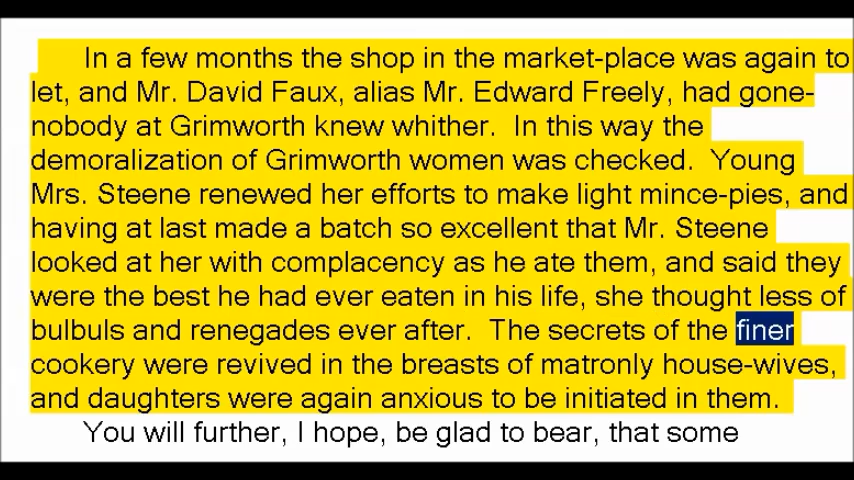 In a few months the shop in the market-place was again to
let, and Mr. David Faux, alias Mr. Edward Freely, had gone-
nobody at Grimworth knew whither.  In this way the
demoralization of Grimworth women was checked.  Young
Mrs. Steene renewed her efforts to make light mince-pies, and
having at last made a batch so excellent that Mr. Steene
looked at her with complacency as he ate them, and said they
were the best he had ever eaten in his life, she thought less of
bulbuls and renegades ever after.  The secrets of the finer
cookery were revived in the breasts of matronly house-wives,
and daughters were again anxious to be initiated in them.
You will further, I hope, be glad to bear, that some